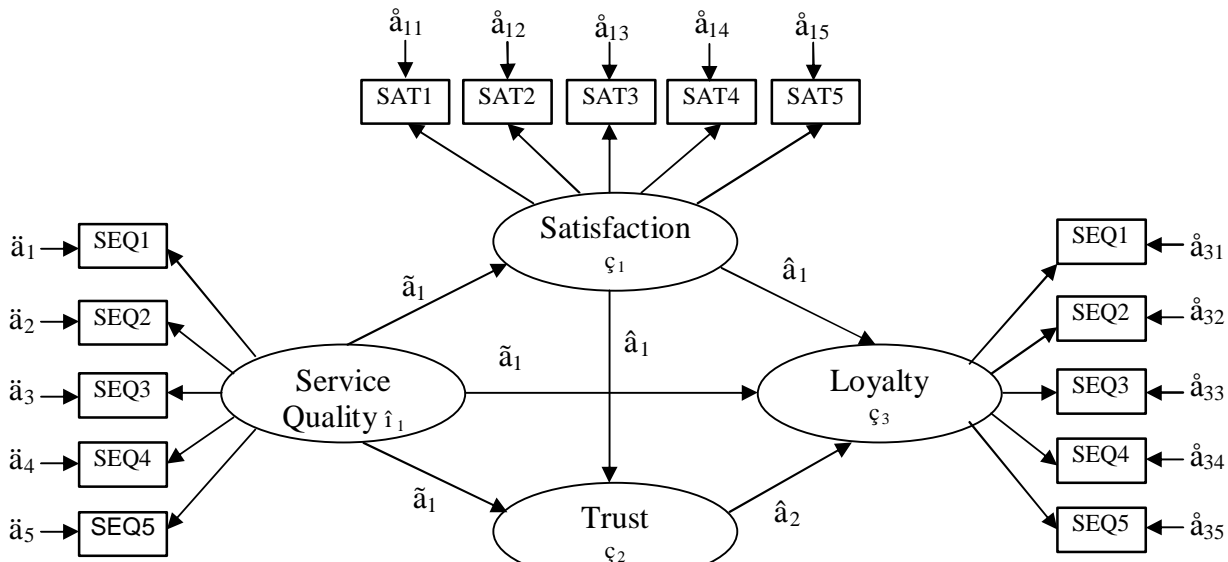 å11 å12 å13 å14 å15
SAT1 SAT2 SAT3 SAT4 SAT5
Satisfaction
ç1
ä1 SEQ1
ä2 SEQ2
ä3 SEQ3
ä4 SEQ4
ä5 SEQ5
ã1
â1
â1
ã1
Service
Quality î1
Loyalty
ç3
ã1
â2
Trust
ç2
SEQ1 å31
SEQ2 å32
SEQ3 å33
SEQ4 å34
SEQ5 å35